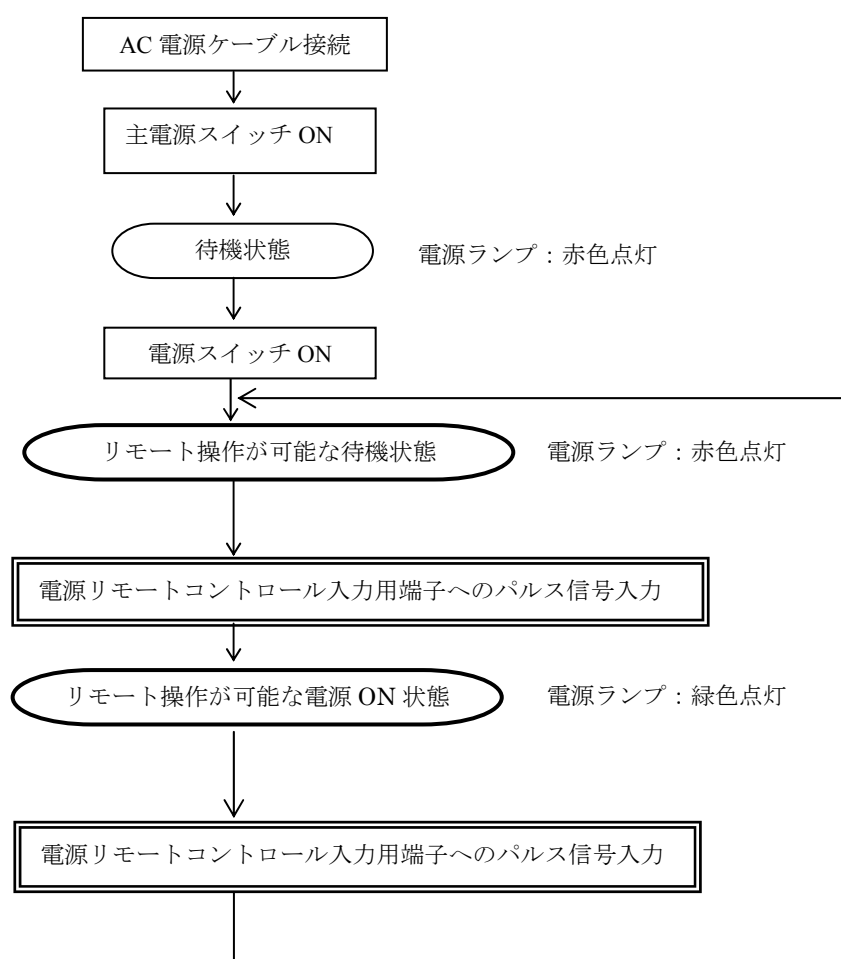 AC 電源ケーブル接続
主電源スイッチ ON
待機状態
電源ランプ：赤色点灯
電源スイッチ ON
リモート操作が可能な待機状態
電源ランプ：赤色点灯
電源リモートコントロール入力用端子へのパルス信号入力
リモート操作が可能な電源 ON 状態
電源ランプ：緑色点灯
電源リモートコントロール入力用端子へのパルス信号入力